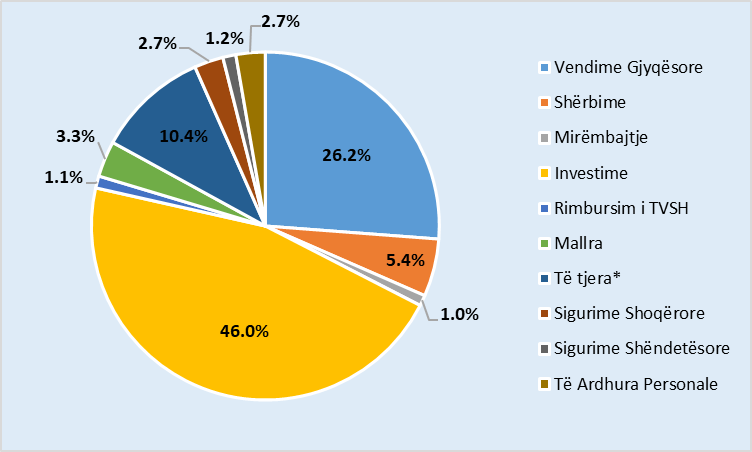 2.7%
1.2%
2.7%
3.3%
10.4%
26.2%
1.1%
5.4%
1.0%
46.0%
Vendime Gjyqësore
Shërbime
Mirëmbajtje
Investime
Rimbursim i TVSH
Mallra
Të tjera*
Sigurime Shoqërore
Sigurime Shëndetësore
Të Ardhura Personale